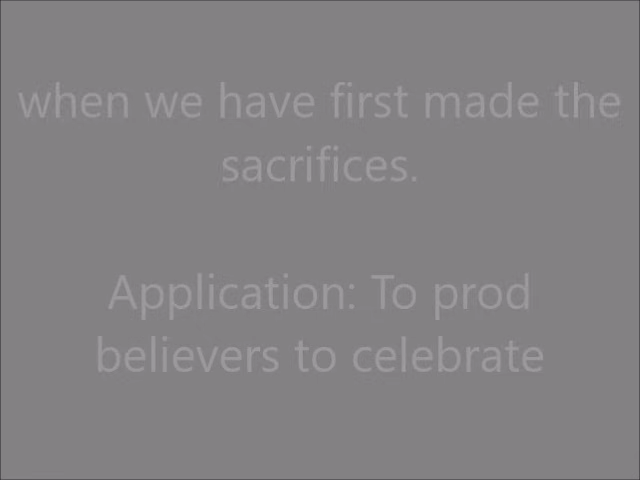 when we have first made the
sacrifices.
Application: To prod
believers to celebrate